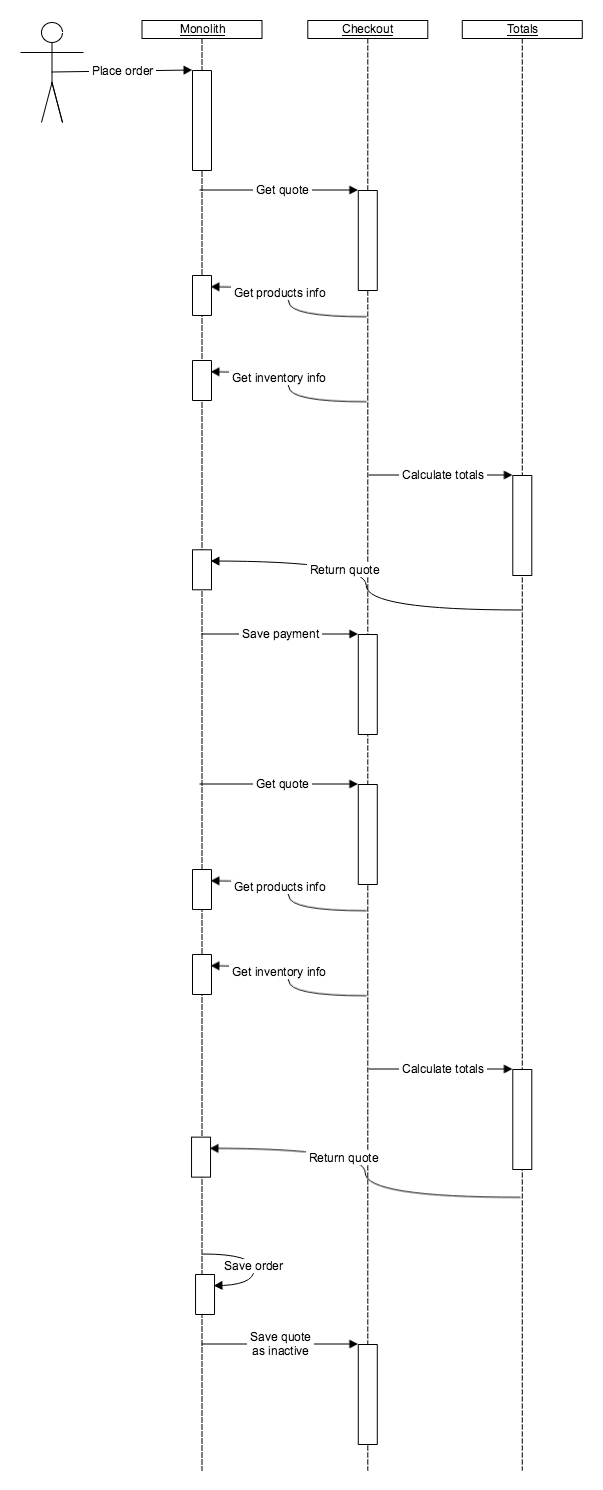 Monolith
Checkout
Totals
Place order
Get quote
Get products info
Get inventory info
Calculate totals
Return quote
Save payment
Get quote
Get products info
Get inventory info
Calculate totals
Return quote
Save order
Save quote
as inactive